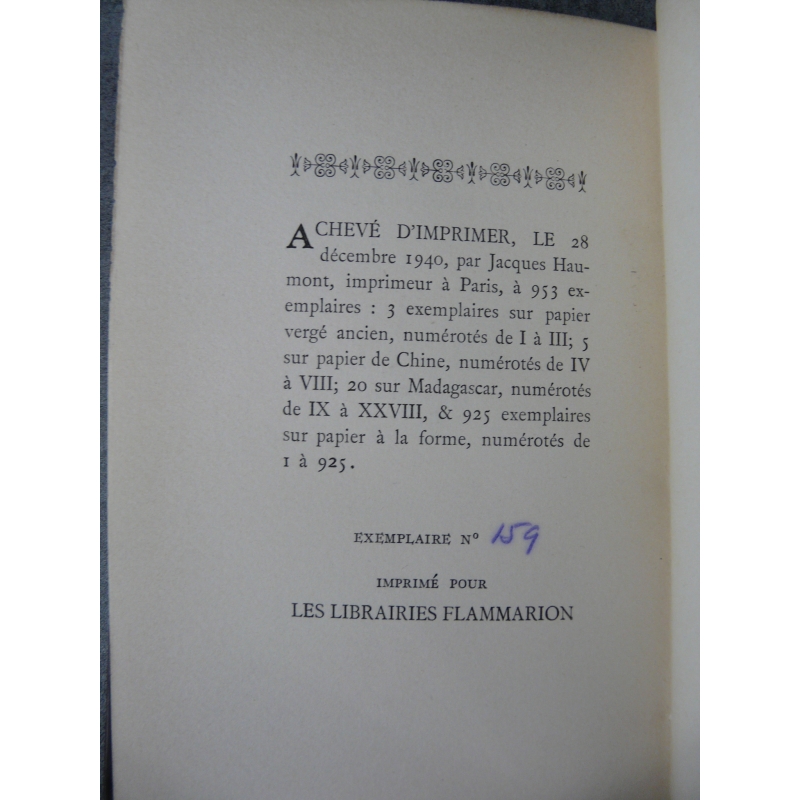 ACHEVÉ D'IMPRIMER, LE 28
décembre 1940, par Jacques Hau-
mont, imprimeur à Paris, à 953 ex-
emplaires : 3 exemplaires sur papier
vergé ancien, numérotés de I à III; 5
sur papier de Chine, numérotés de IV
à VIII; 20 sur Madagascar, numérotés
de IX à XXVIII, & 925 exemplaires
sur papier à la forme, numérotés de
1 à 925.
EXEMPLAIRE Nº 159
IMPRIMÉ POUR
LES LIBRAIRIES FLAMMARION